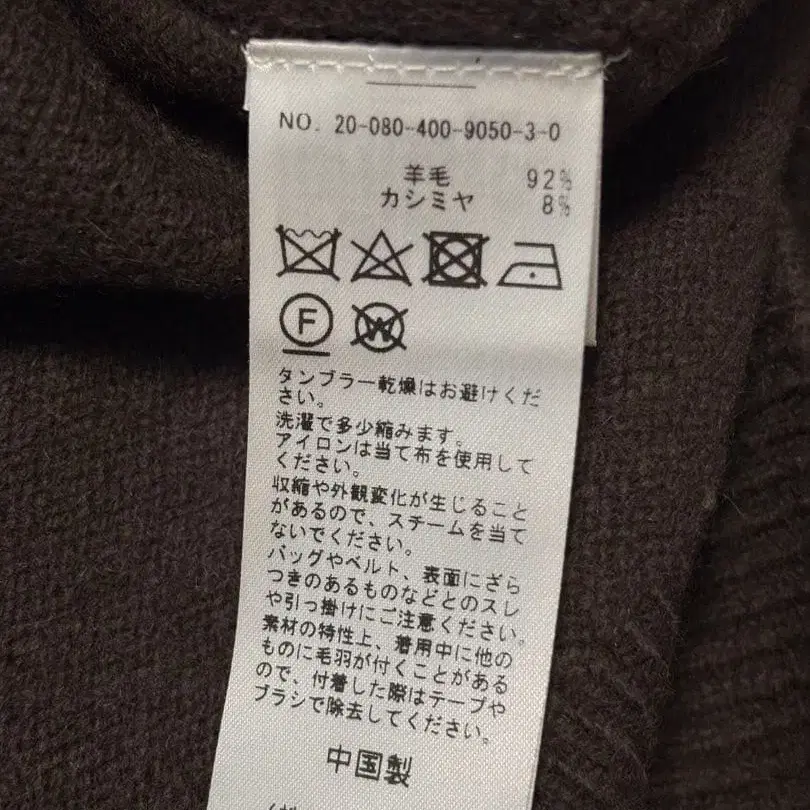 NO. 20-080-400-9050-3-0
羊毛 92%
カシミヤ 8%
F
W
タンブラー乾燥はお避けくだ
さい。
洗濯で多少縮みます。
アイロンは当て布を使用して
ください。
収縮や外観変化が生じること
があるので、スチームを当て
ないでください。
バッグやベルト、表面にざら
つきのあるものなどとのスレ
や引っ掛けにご注意ください。
素材の特性上、着用中に他の
ものに毛羽が付くことがある
ので、付着した際はテープや
ブラシで除去してください。
中国製